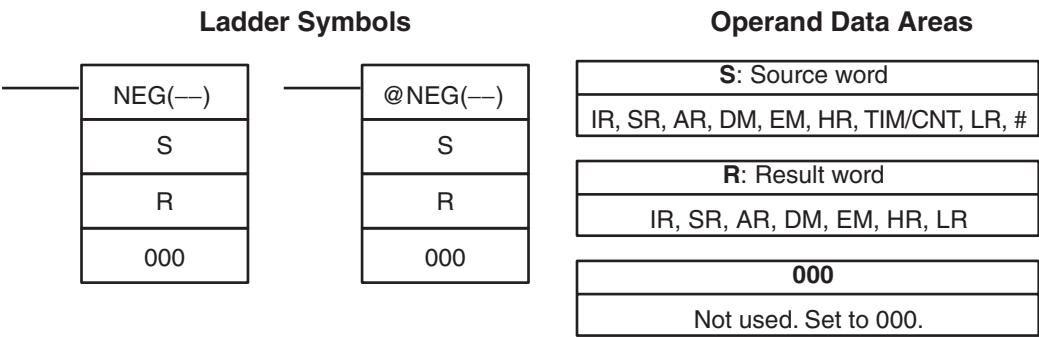 Ladder Symbols
Operand Data Areas
NEG(−−)
S
R
000
@NEG(−−)
S
R
000
S: Source word
IR, SR, AR, DM, EM, HR, TIM/CNT, LR, #
R: Result word
IR, SR, AR, DM, EM, HR, LR
000
Not used. Set to 000.